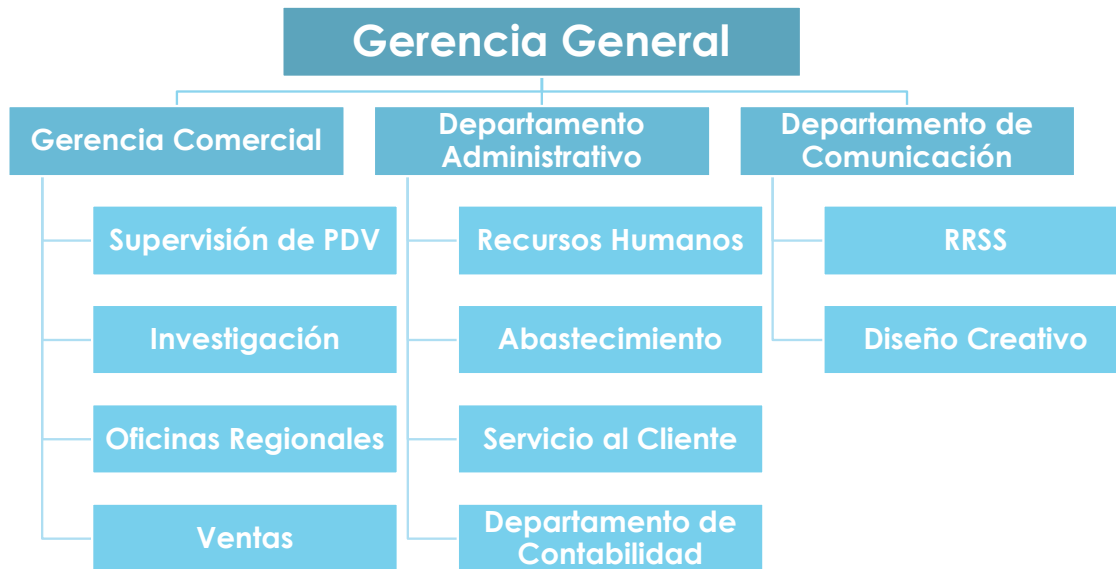 Gerencia General
Gerencia Comercial
Departamento
Administrativo
Departamento de
Comunicación
Supervisión de PDV
Recursos Humanos
RRSS
Investigación
Abastecimiento
Diseño Creativo
Oficinas Regionales
Servicio al Cliente
Ventas
Departamento de
Contabilidad